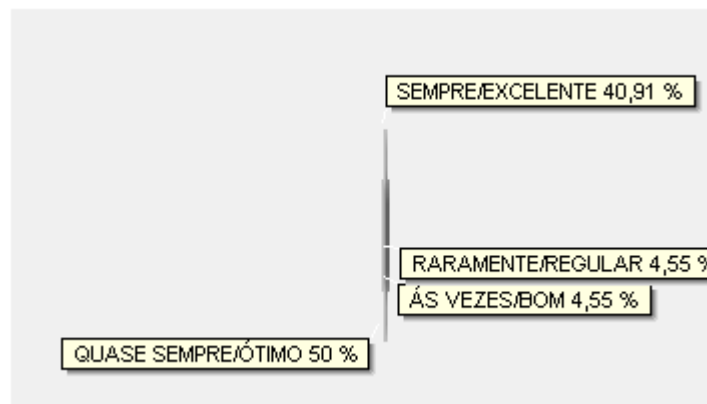 SEMPRE/EXCELENTE 40,91 %
RARAMENTE/REGULAR 4,55 %
ÁS VEZES/BOM 4,55 %
QUASE SEMPRE/ÓTIMO 50 %